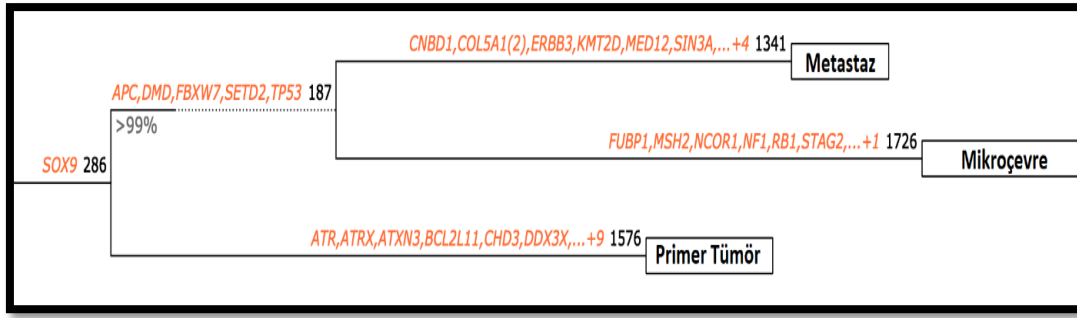 CNBD1,COL5A1(2),ERBB3,KMT2D,MED12,SIN3A,...+4 1341
Metastaz
APC,DMD,FBXW7,SETD2,TP53 187
>99%
FUBP1,MSH2,NCOR1,NF1,RB1,STAG2,...+1 1726
Mikroçevre
SOX9 286
ATR,ATRX,ATXN3,BCL2L11,CHD3,DDX3X,...+9 1576
Primer Tümör